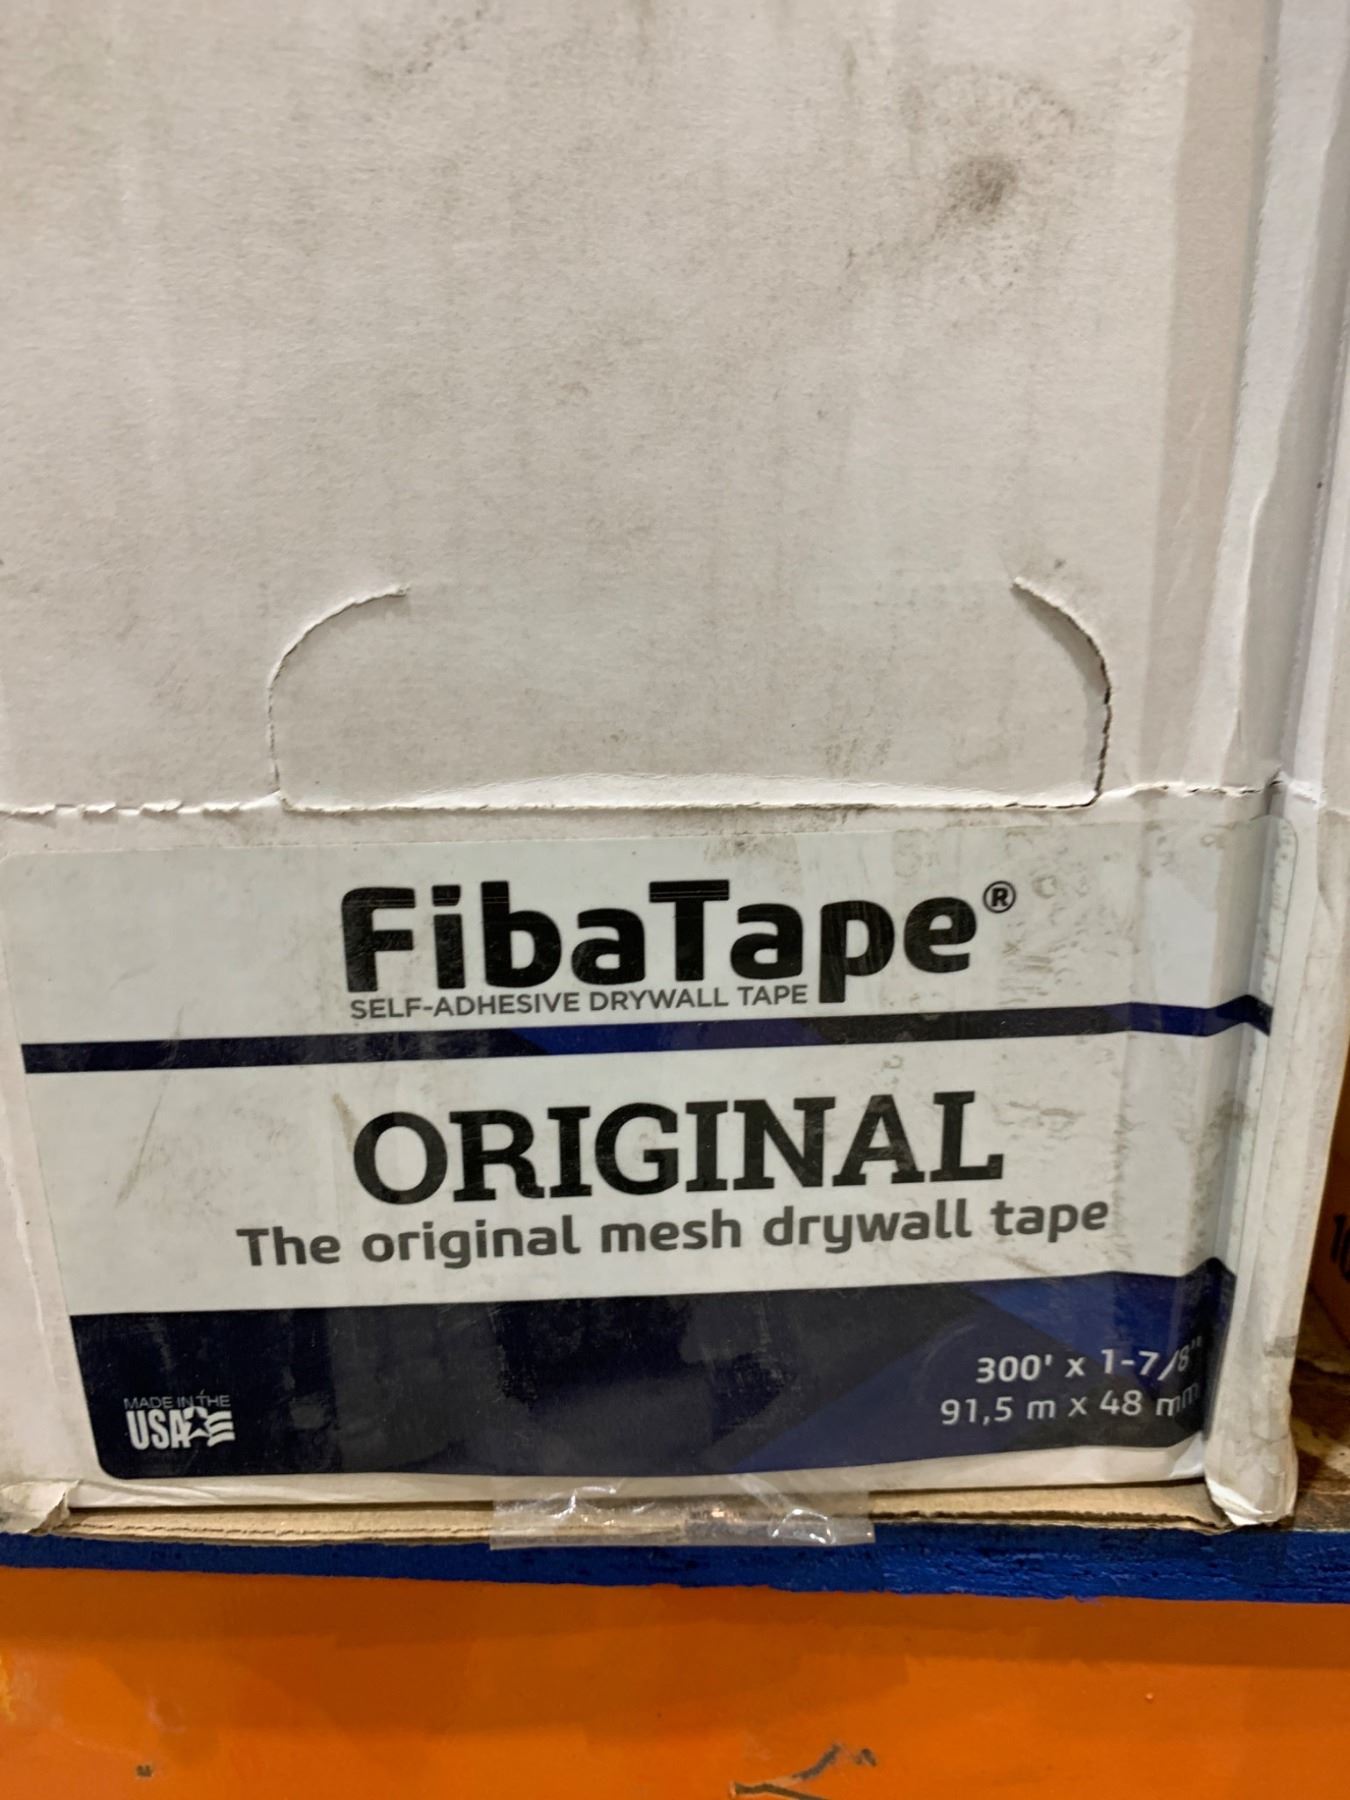 FibaTape®
SELF-ADHESIVE DRYWALL TAPE
ORIGINAL
The original mesh drywall tape
300' x 1-7/8"
91,5 m x 48 mm
MADE IN THE
USA